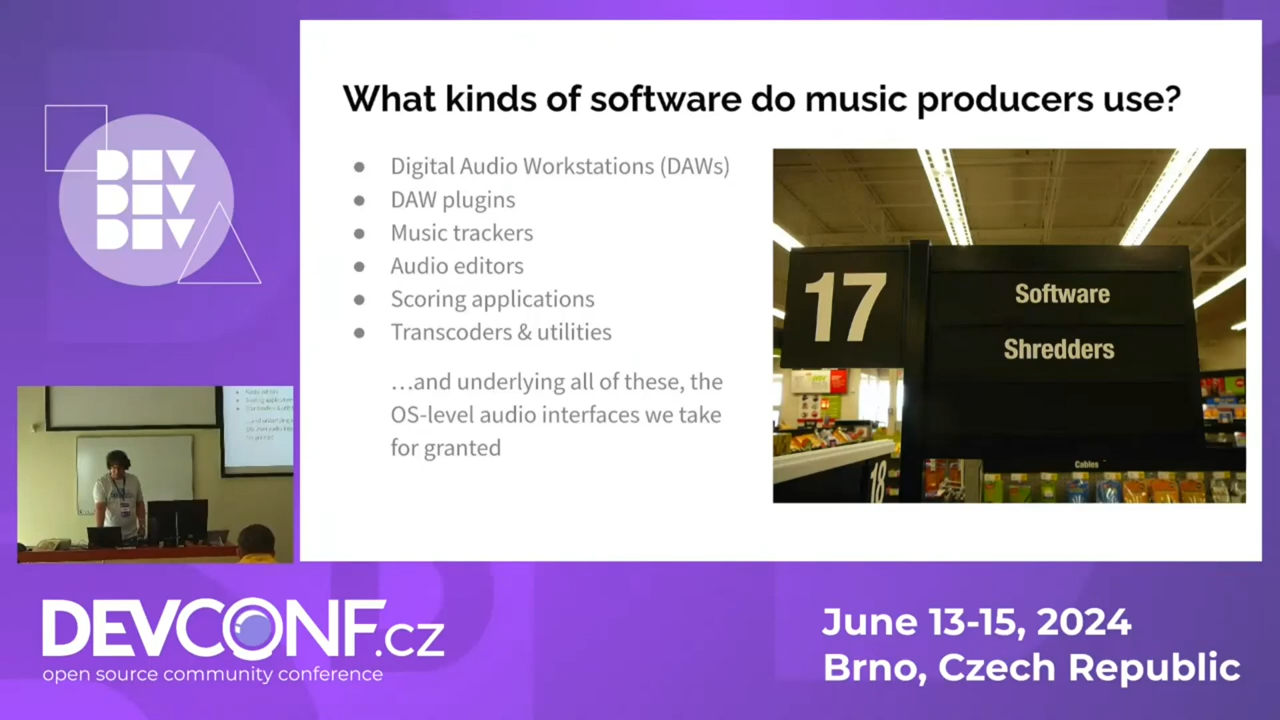 DEV
DEV
DEV
What kinds of software do music producers use?
● Digital Audio Workstations (DAWs)
● DAW plugins
● Music trackers
● Audio editors
● Scoring applications
● Transcoders & utilities
…and underlying all of these, the
OS-level audio interfaces we take
for granted
17
Software
Shredders
Cables
18
DEVCONF.cz
open source community conference
June 13-15, 2024
Brno, Czech Republic